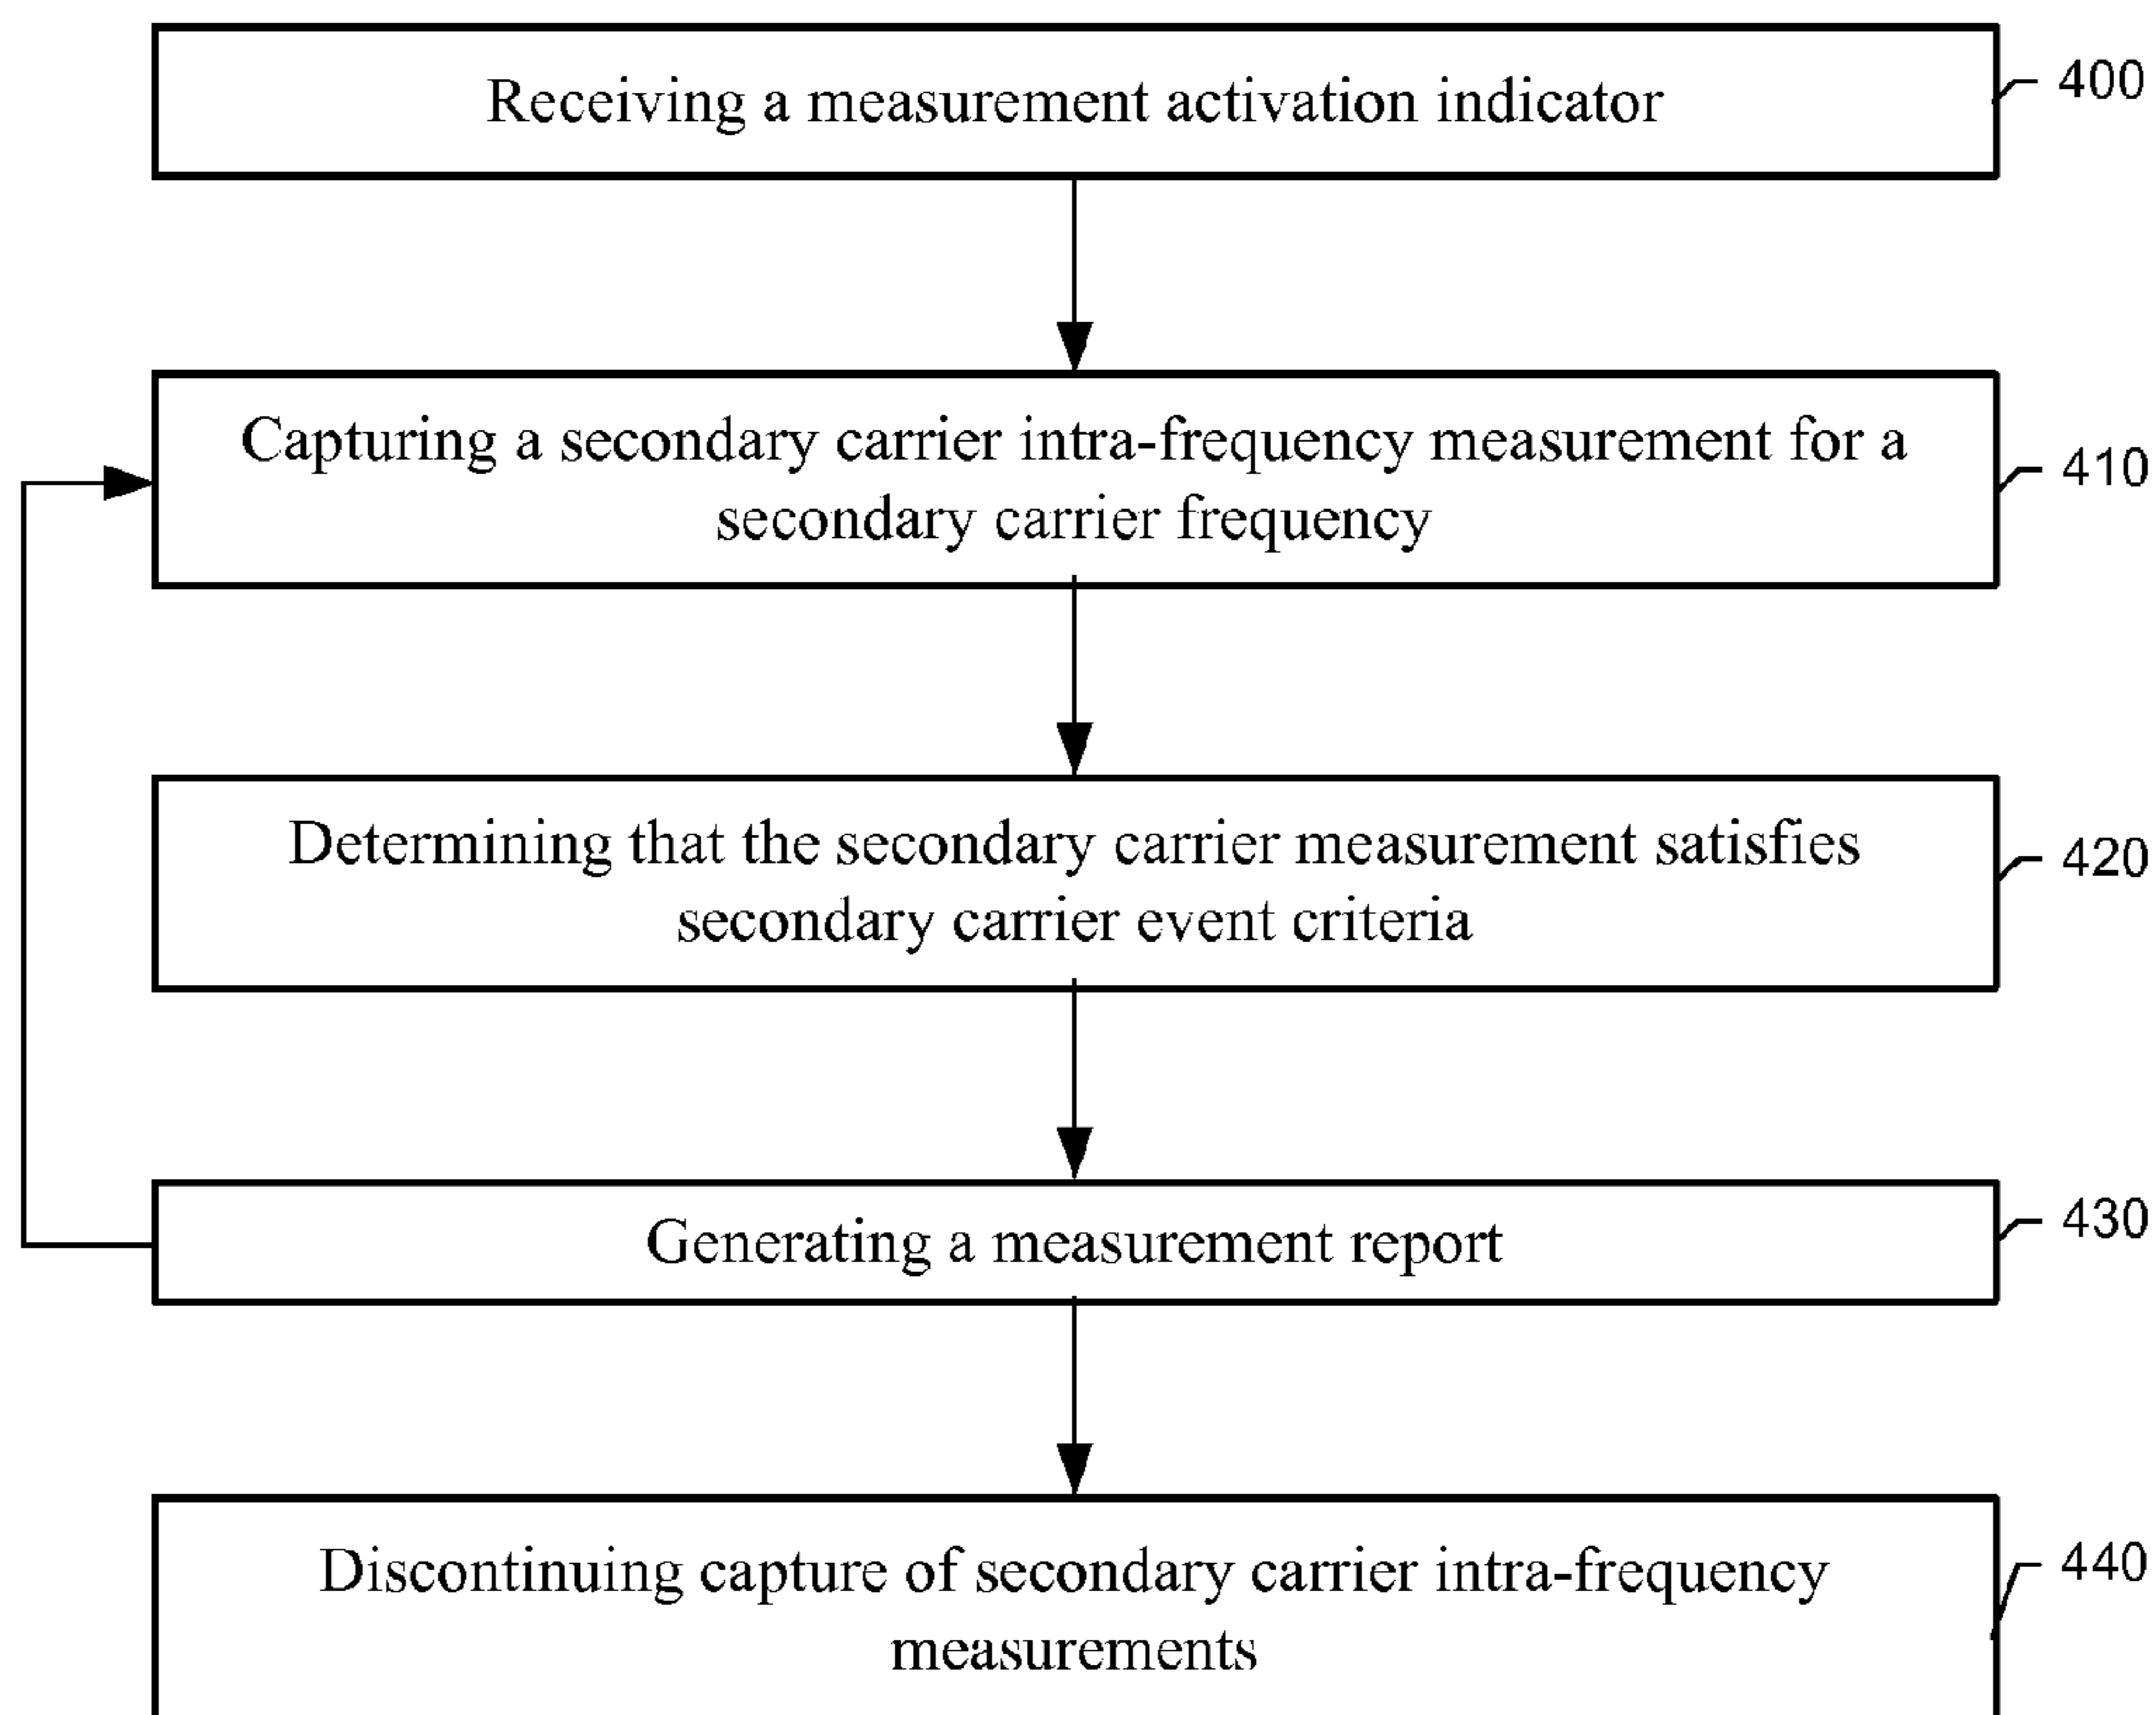 Receiving a measurement activation indicator
400
Capturing a secondary carrier intra-frequency measurement for a
secondary carrier frequency
410
Determining that the secondary carrier measurement satisfies
secondary carrier event criteria
420
Generating a measurement report
430
Discontinuing capture of secondary carrier intra-frequency
measurements
440